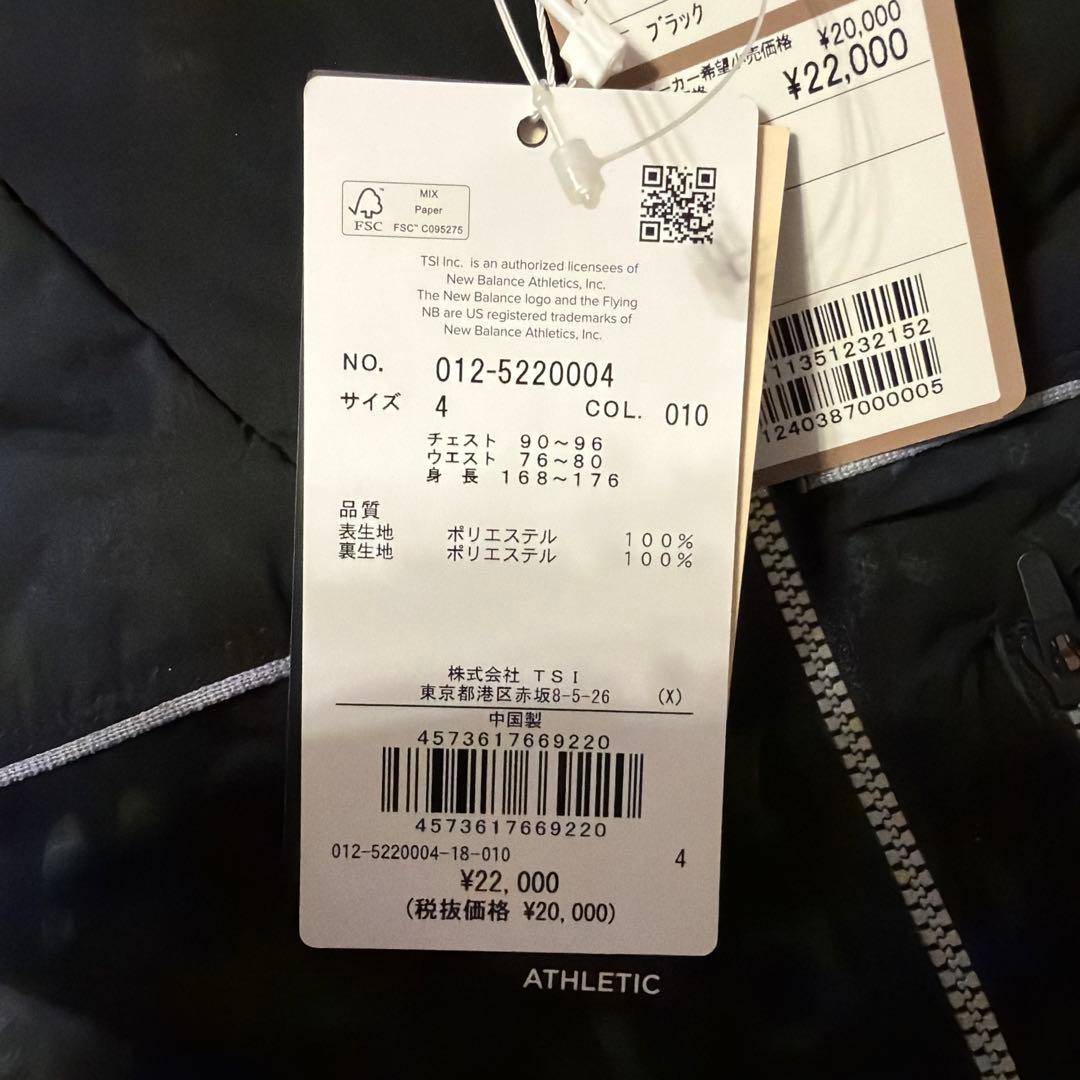 ブラック
カー希望小売価格 ¥20,000
¥22,000
11351232152
1240387000005
MIX
Paper
FSC™ C095275
FSC
TSI Inc. is an authorized licensees of
New Balance Athletics, Inc.
The New Balance logo and the Flying
NB are US registered trademarks of
New Balance Athletics, Inc.
NO. 012-5220004
サイズ 4 COL. 010
チェスト 90～96
ウエスト 76～80
身 長 168～176
品質
表生地 ポリエステル 100%
裏生地 ポリエステル 100%
株式会社 TSI
東京都港区赤坂8-5-26 (X)
中国製
4573617669220
4573617669220
012-5220004-18-010 4
¥22,000
(税抜価格 ¥20,000)
ATHLETIC